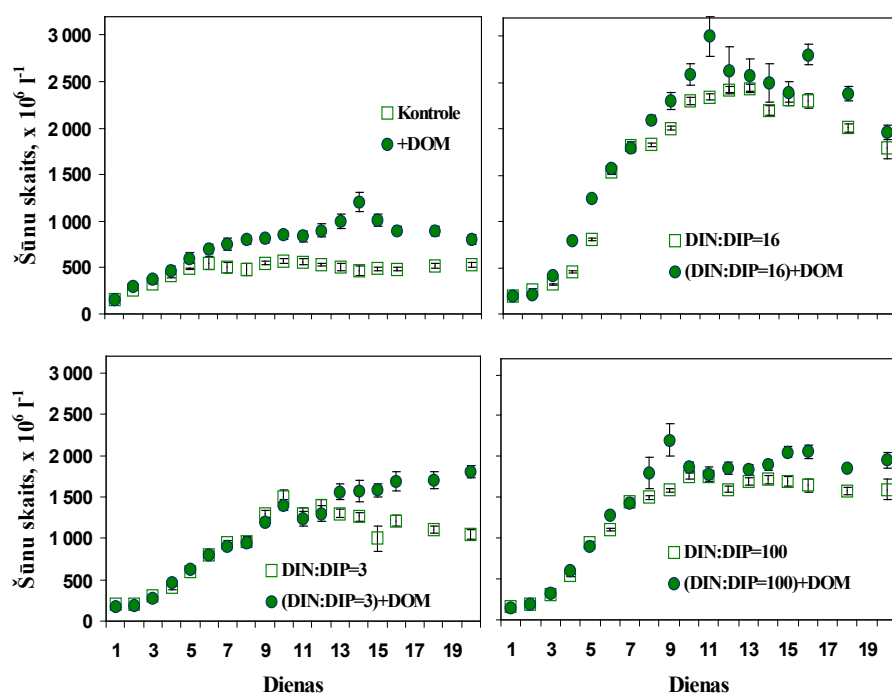 3 000
2 500
2 000
1 500
1 000
500
0
Šūnu skaits, x 10⁶ l⁻¹
Kontrole
+DOM
DIN:DIP=16
(DIN:DIP=16)+DOM
3 000
2 500
2 000
1 500
1 000
500
0
Šūnu skaits, x 10⁶ l⁻¹
DIN:DIP=3
(DIN:DIP=3)+DOM
1 3 5 7 9 11 13 15 17 19
Dienas
DIN:DIP=100
(DIN:DIP=100)+DOM
1 3 5 7 9 11 13 15 17 19
Dienas